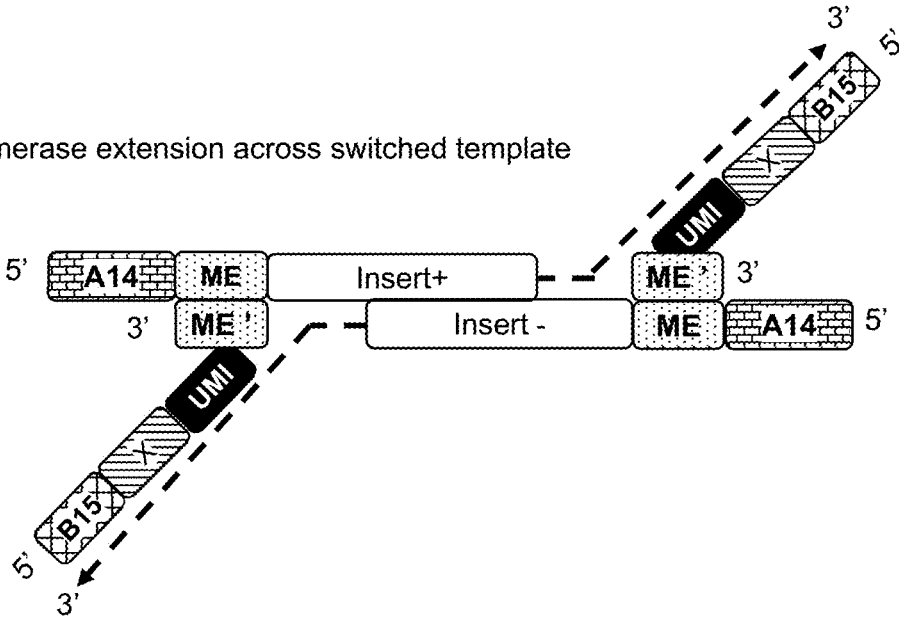 3’
5’
merase extension across switched template
B15
X
UMI
5’
A14
ME
Insert+
ME ’
3’
3’
ME ’
Insert -
ME
A14
5’
UMI
X
B15
5’
3’